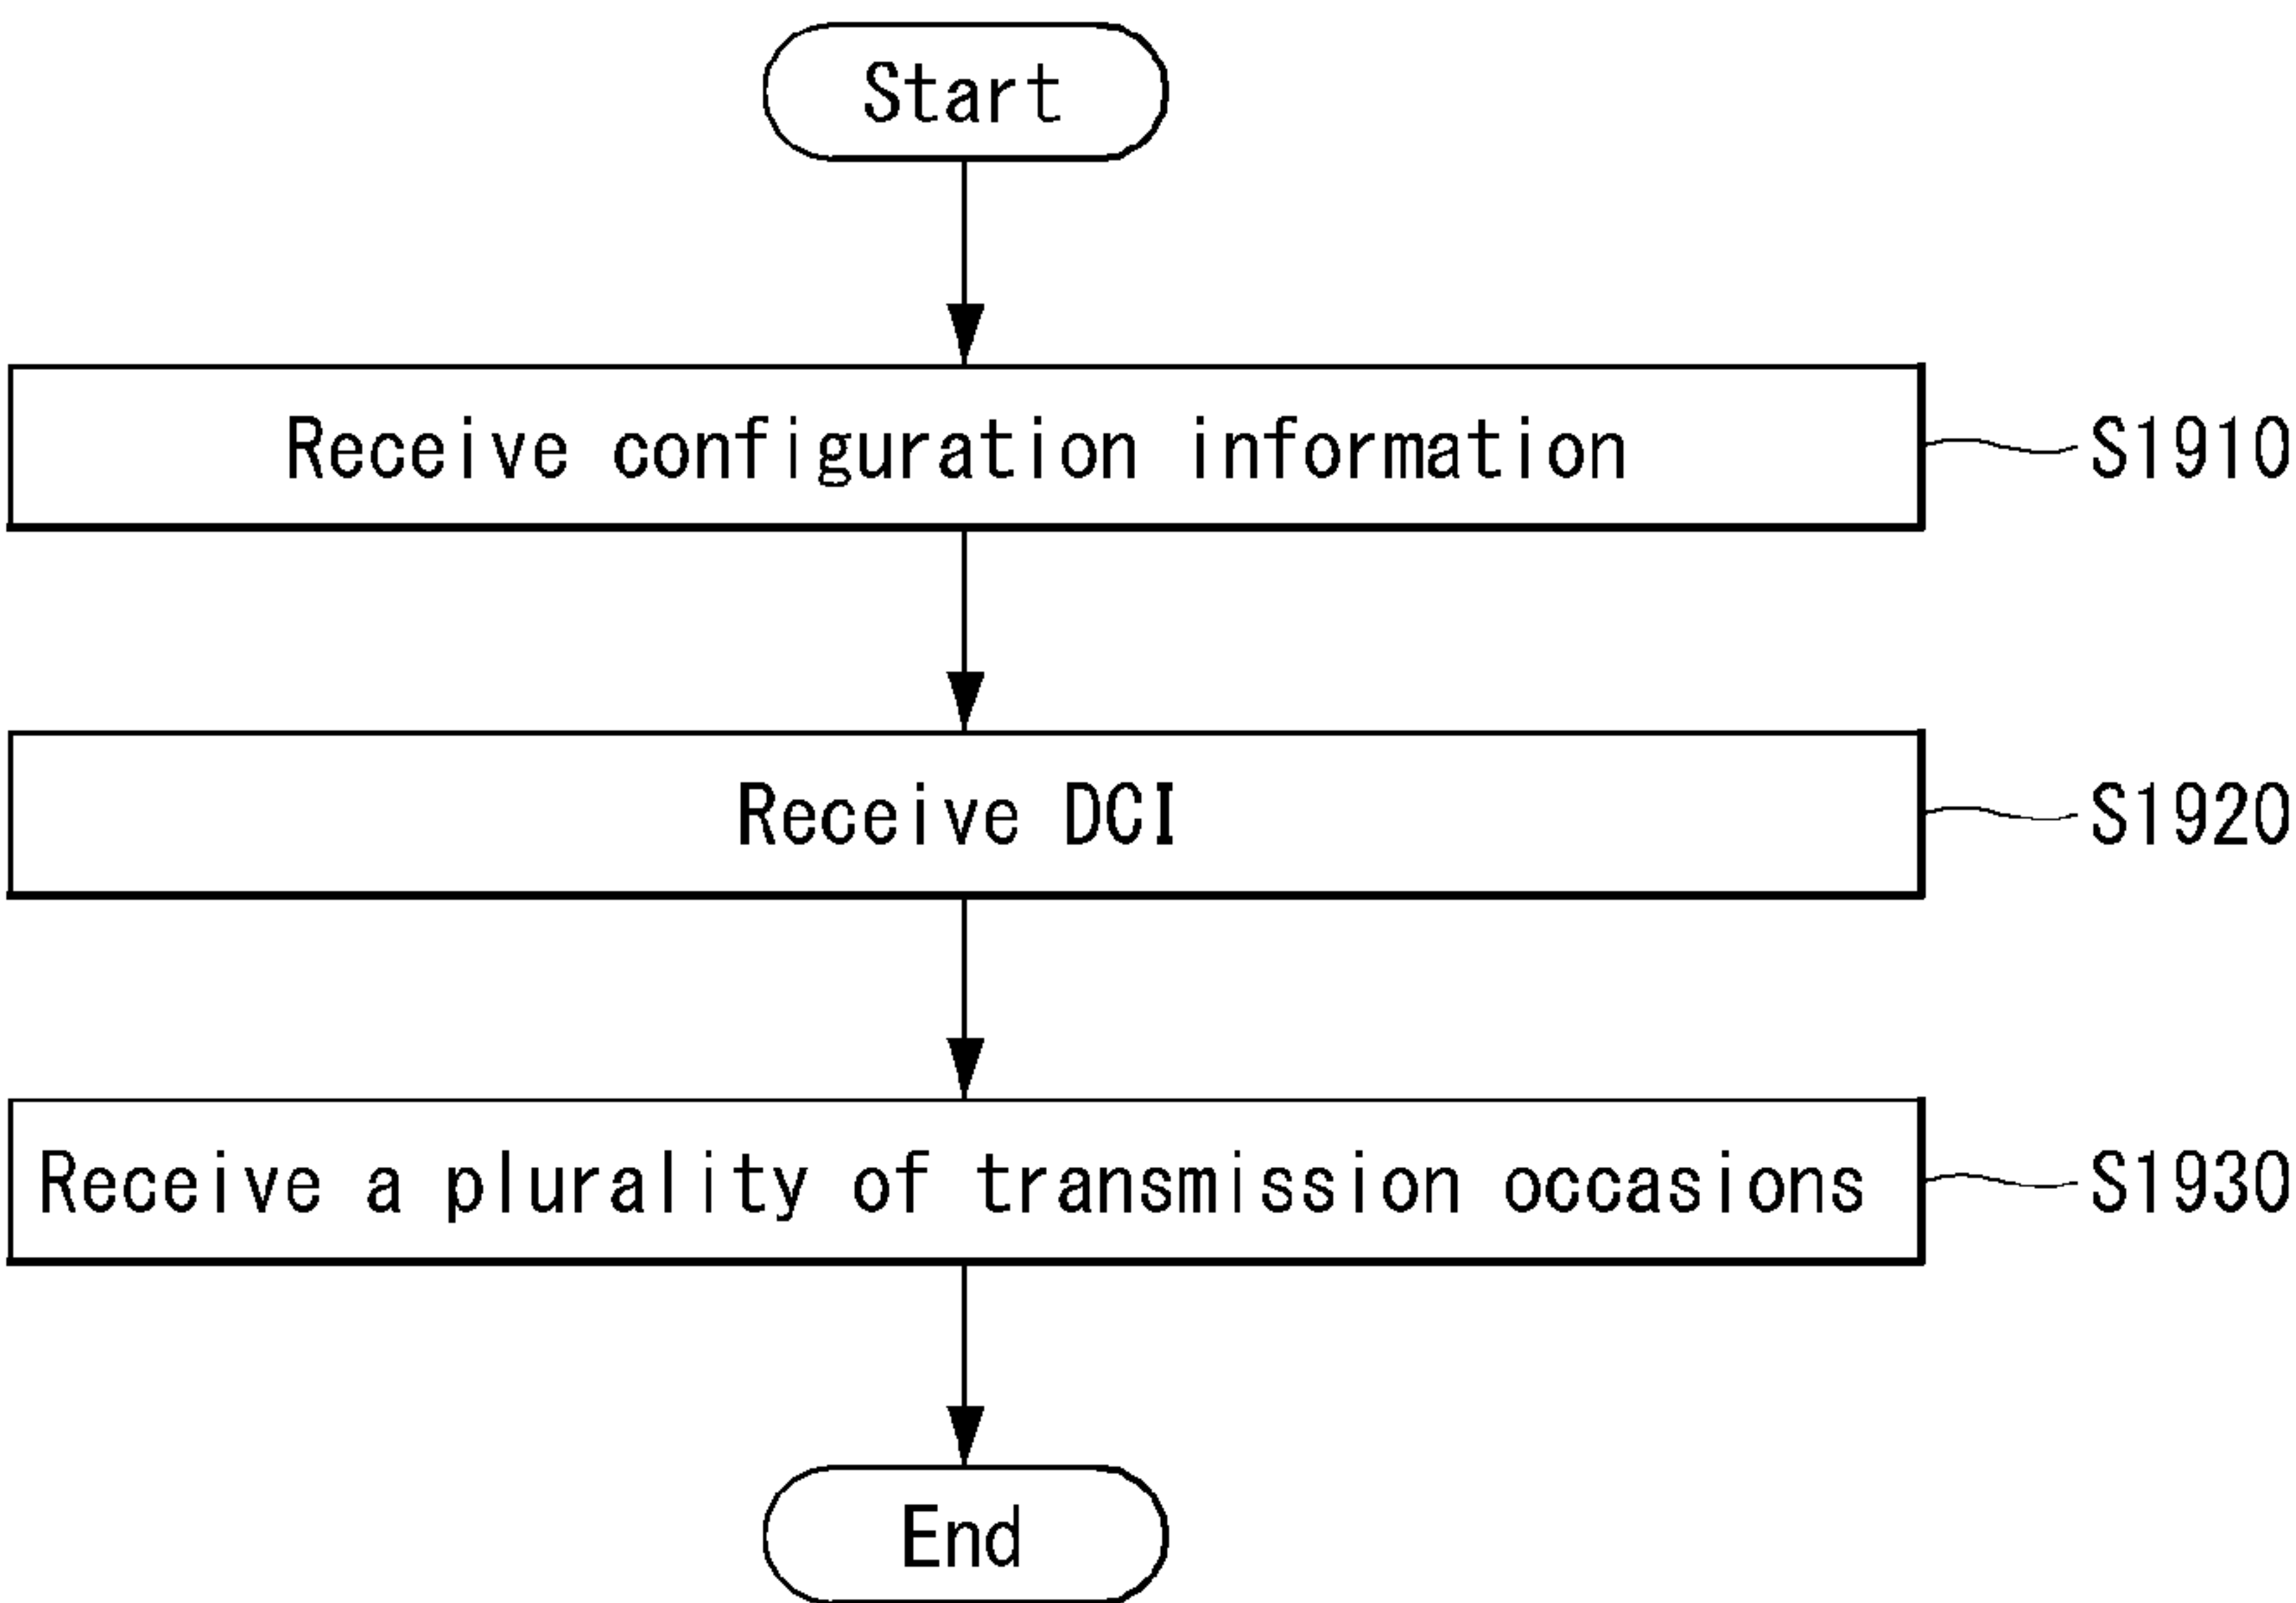 Start
Receive configuration information
S1910
Receive DCI
S1920
Receive a plurality of transmission occasions
S1930
End